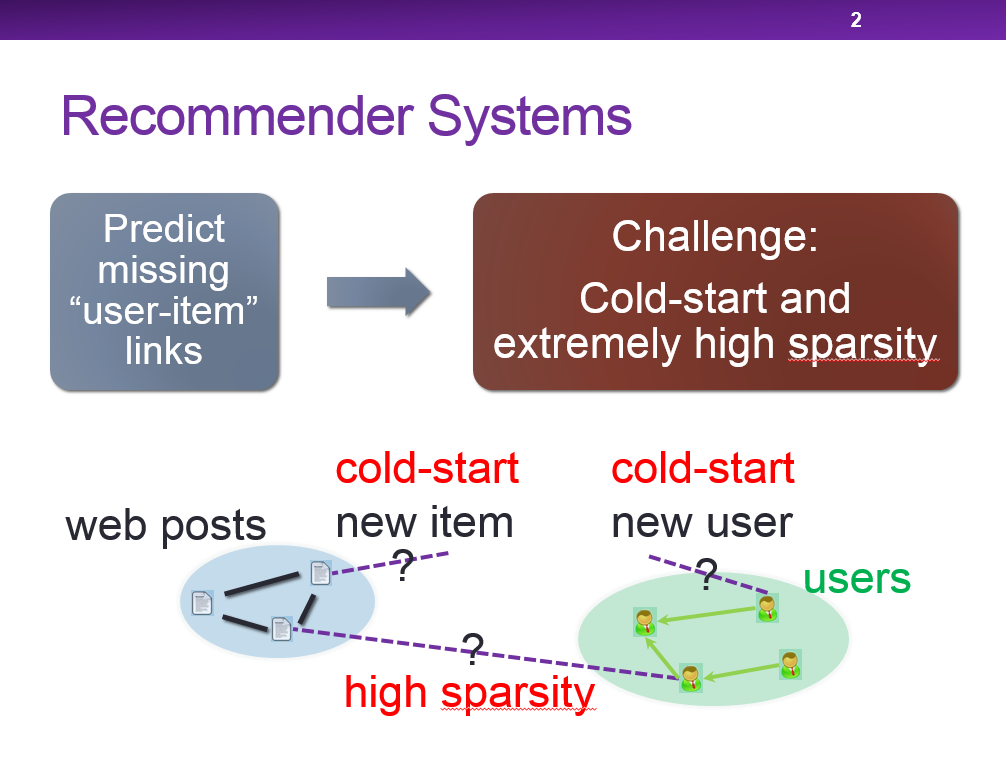 2
Recommender Systems
Predict
missing
“user-item”
links
Challenge:
Cold-start and
extremely high sparsity
cold-start
new item
cold-start
new user
web posts
?
?
users
?
high sparsity